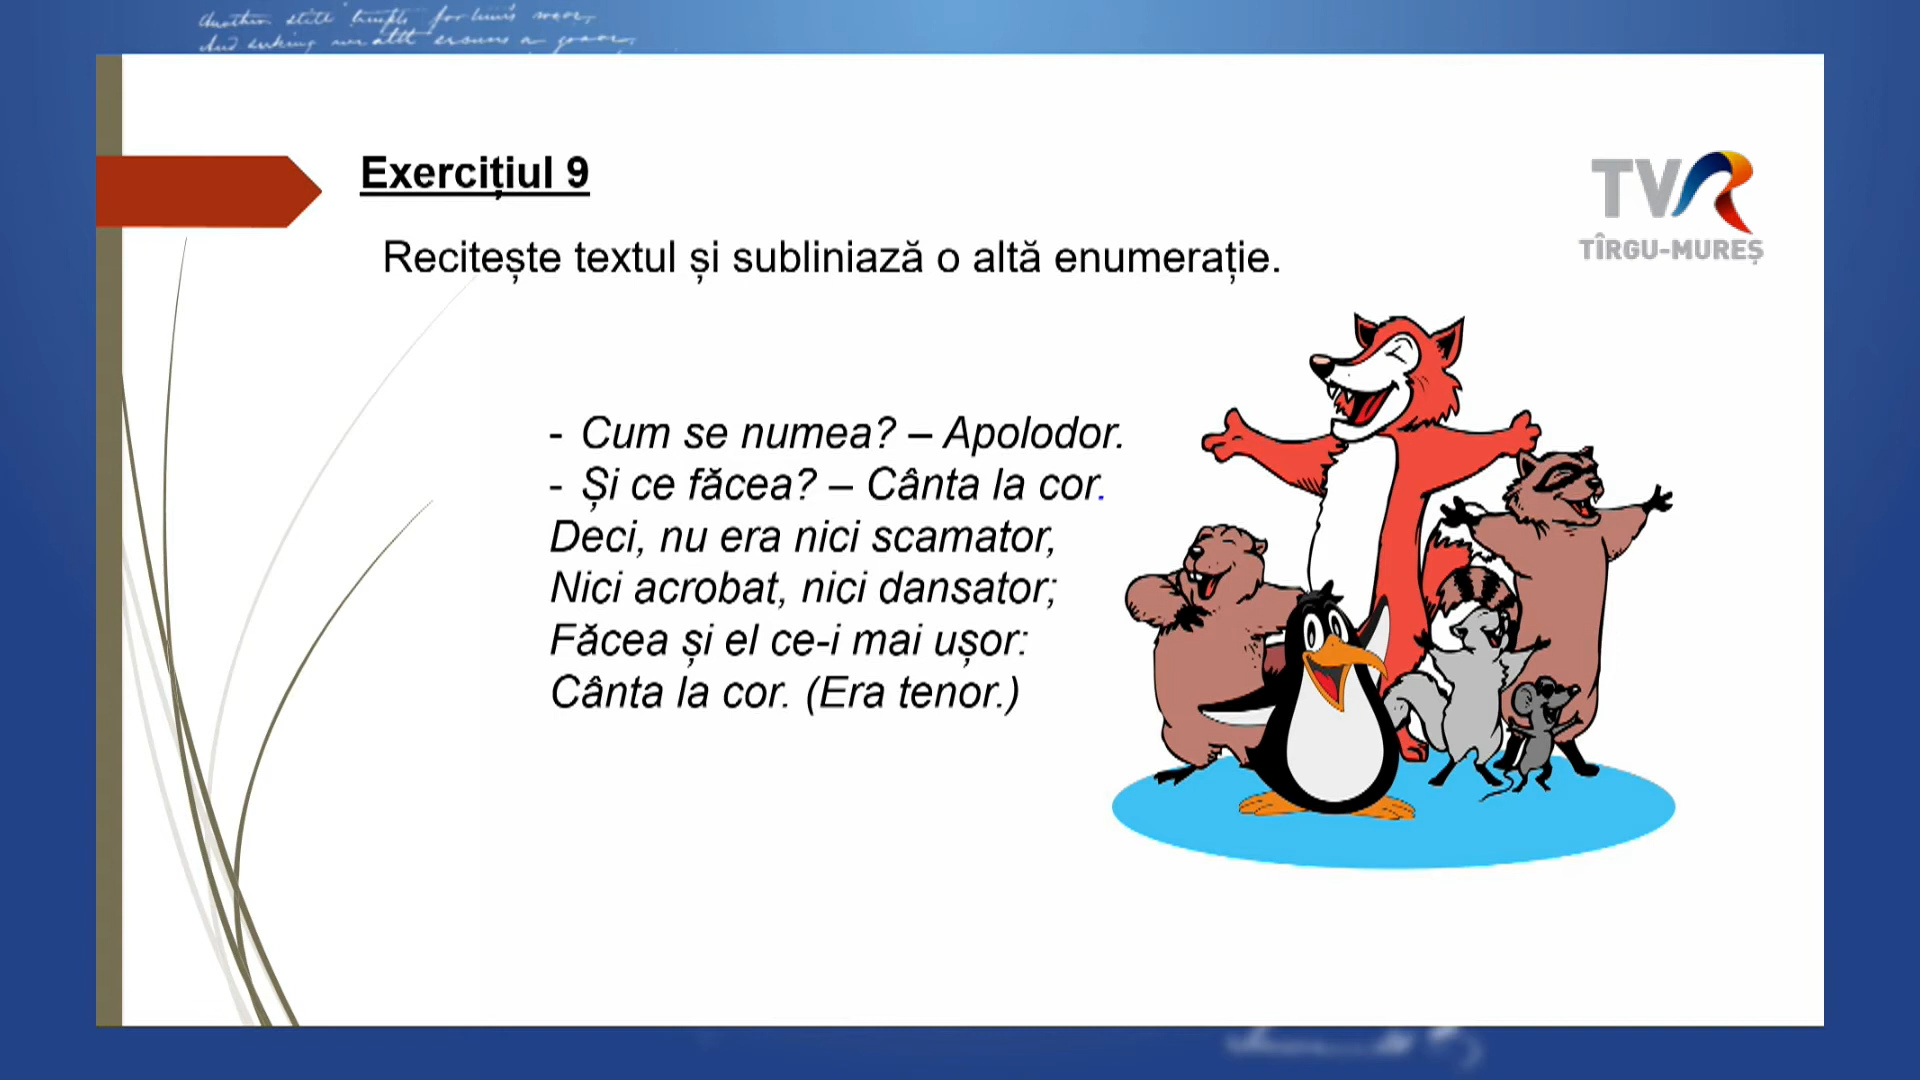 Exercițiul 9
TVR
TÎRGU-MUREȘ
Recitește textul și subliniază o altă enumerație.
- Cum se numea? – Apolodor.
- Și ce făcea? – Cânta la cor.
Deci, nu era nici scamator,
Nici acrobat, nici dansator;
Făcea și el ce-i mai ușor:
Cânta la cor. (Era tenor.)